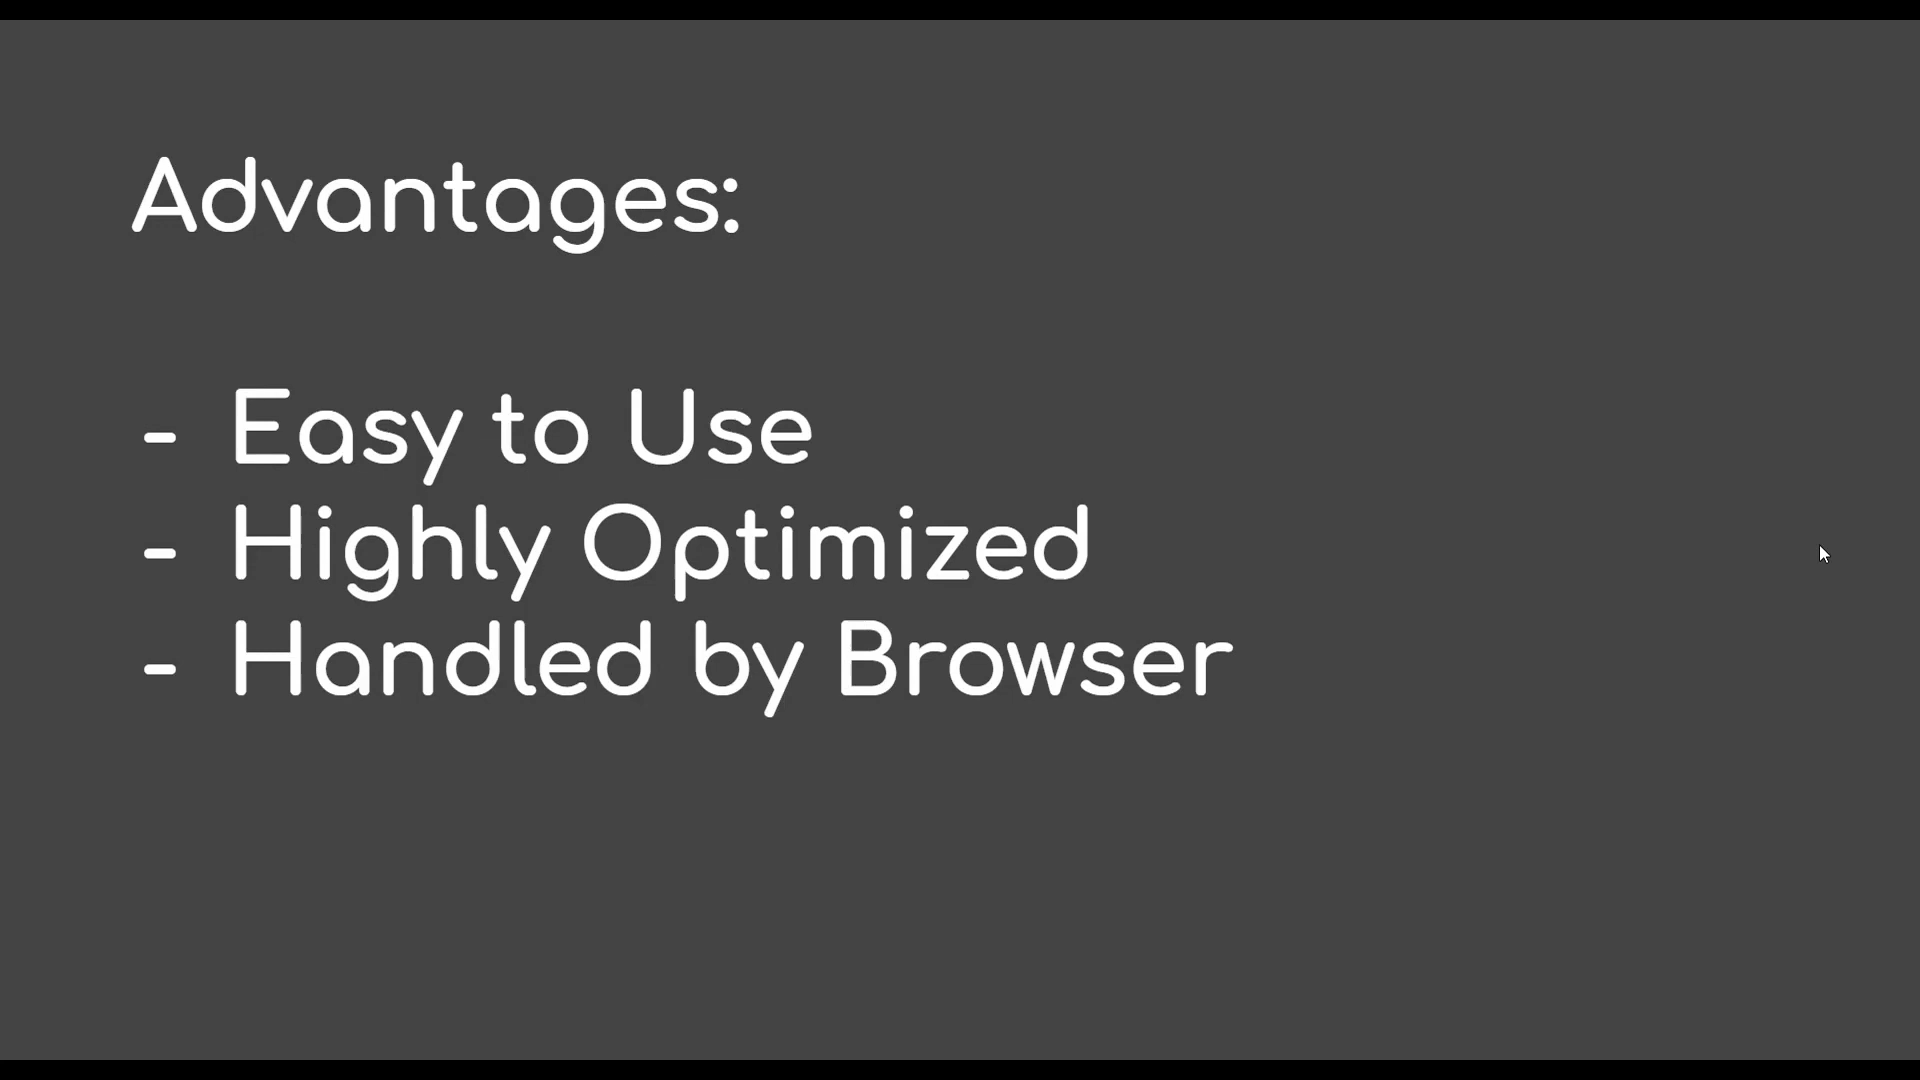 Advantages:
- Easy to Use
- Highly Optimized
- Handled by Browser